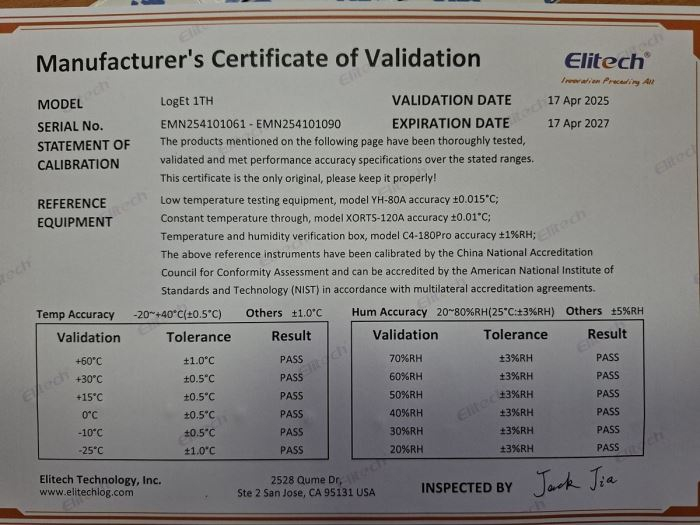 Manufacturer's Certificate of Validation
Elitech®
Innovation Preceding All
MODEL LogEt 1TH VALIDATION DATE 17 Apr 2025
SERIAL No. EMN254101061 - EMN254101090 EXPIRATION DATE 17 Apr 2027
STATEMENT OF CALIBRATION
The products mentioned on the following page have been thoroughly tested,
validated and met performance accuracy specifications over the stated ranges.
This certificate is the only original, please keep it properly!
REFERENCE EQUIPMENT
Low temperature testing equipment, model YH-80A accuracy ±0.015°C;
Constant temperature through, model XORTS-120A accuracy ±0.01°C;
Temperature and humidity verification box, model C4-180Pro accuracy ±1%RH;
The above reference instruments have been calibrated by the China National Accreditation
Council for Conformity Assessment and can be accredited by the American National Institute of
Standards and Technology (NIST) in accordance with multilateral accreditation agreements.
Temp Accuracy -20~+40°C(±0.5°C) Others ±1.0°C
Validation Tolerance Result
+60°C ±1.0°C PASS
+30°C ±0.5°C PASS
+15°C ±0.5°C PASS
0°C ±0.5°C PASS
-10°C ±0.5°C PASS
-25°C ±1.0°C PASS
Hum Accuracy 20~80%RH(25°C:±3%RH) Others ±5%RH
Validation Tolerance Result
70%RH ±3%RH PASS
60%RH ±3%RH PASS
50%RH ±3%RH PASS
40%RH ±3%RH PASS
30%RH ±3%RH PASS
20%RH ±3%RH PASS
Elitech Technology, Inc.
www.elitechlog.com
2528 Qume Dr,
Ste 2 San Jose, CA 95131 USA
INSPECTED BY Jack Jia